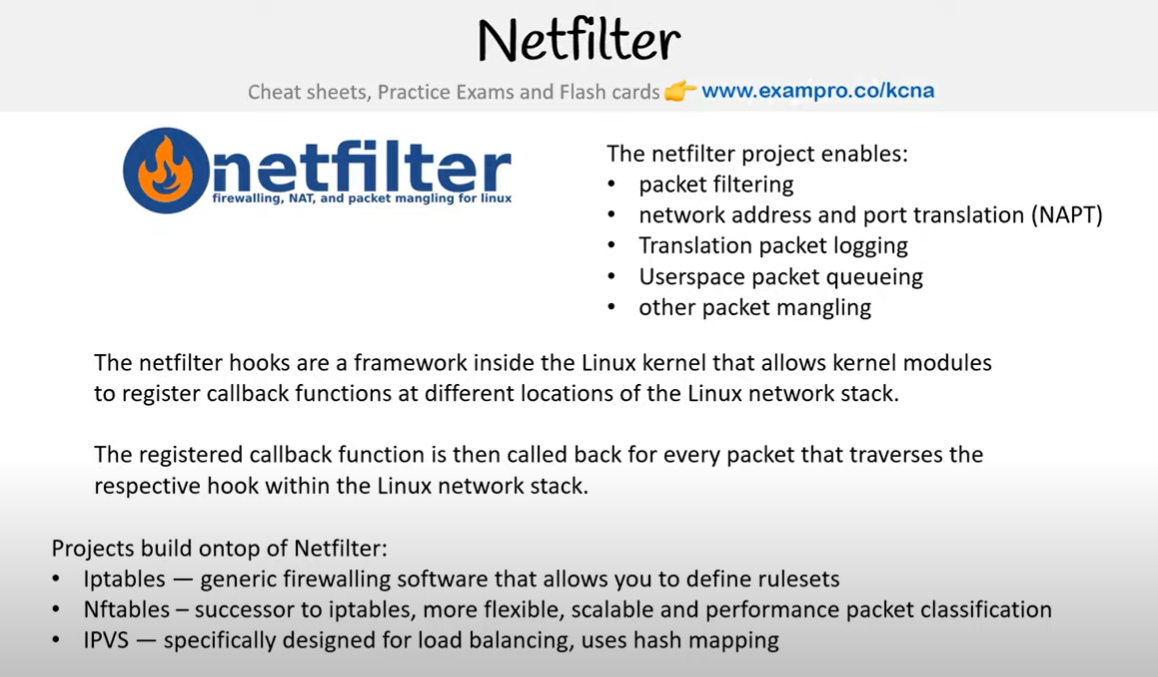 Netfilter
Cheat sheets, Practice Exams and Flash cards 👉 www.exampro.co/kcna
netfilter
firewalling, NAT, and packet mangling for linux
The netfilter project enables:
• packet filtering
• network address and port translation (NAPT)
• Translation packet logging
• Userspace packet queueing
• other packet mangling
The netfilter hooks are a framework inside the Linux kernel that allows kernel modules
to register callback functions at different locations of the Linux network stack.
The registered callback function is then called back for every packet that traverses the
respective hook within the Linux network stack.
Projects build ontop of Netfilter:
• Iptables — generic firewalling software that allows you to define rulesets
• Nftables – successor to iptables, more flexible, scalable and performance packet classification
• IPVS — specifically designed for load balancing, uses hash mapping